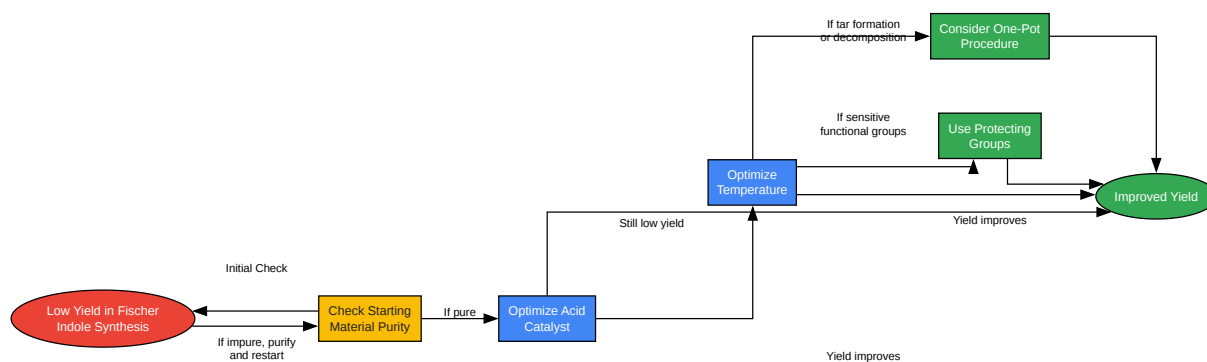 If tar formation
or decomposition
Consider One-Pot
Procedure
If sensitive
functional groups
Use Protecting
Groups
Optimize
Temperature
Improved Yield
Still low yield
Yield improves
Initial Check
Low Yield in Fischer
Indole Synthesis
Check Starting
Material Purity
If pure
Optimize Acid
Catalyst
If impure, purify
and restart
Yield improves